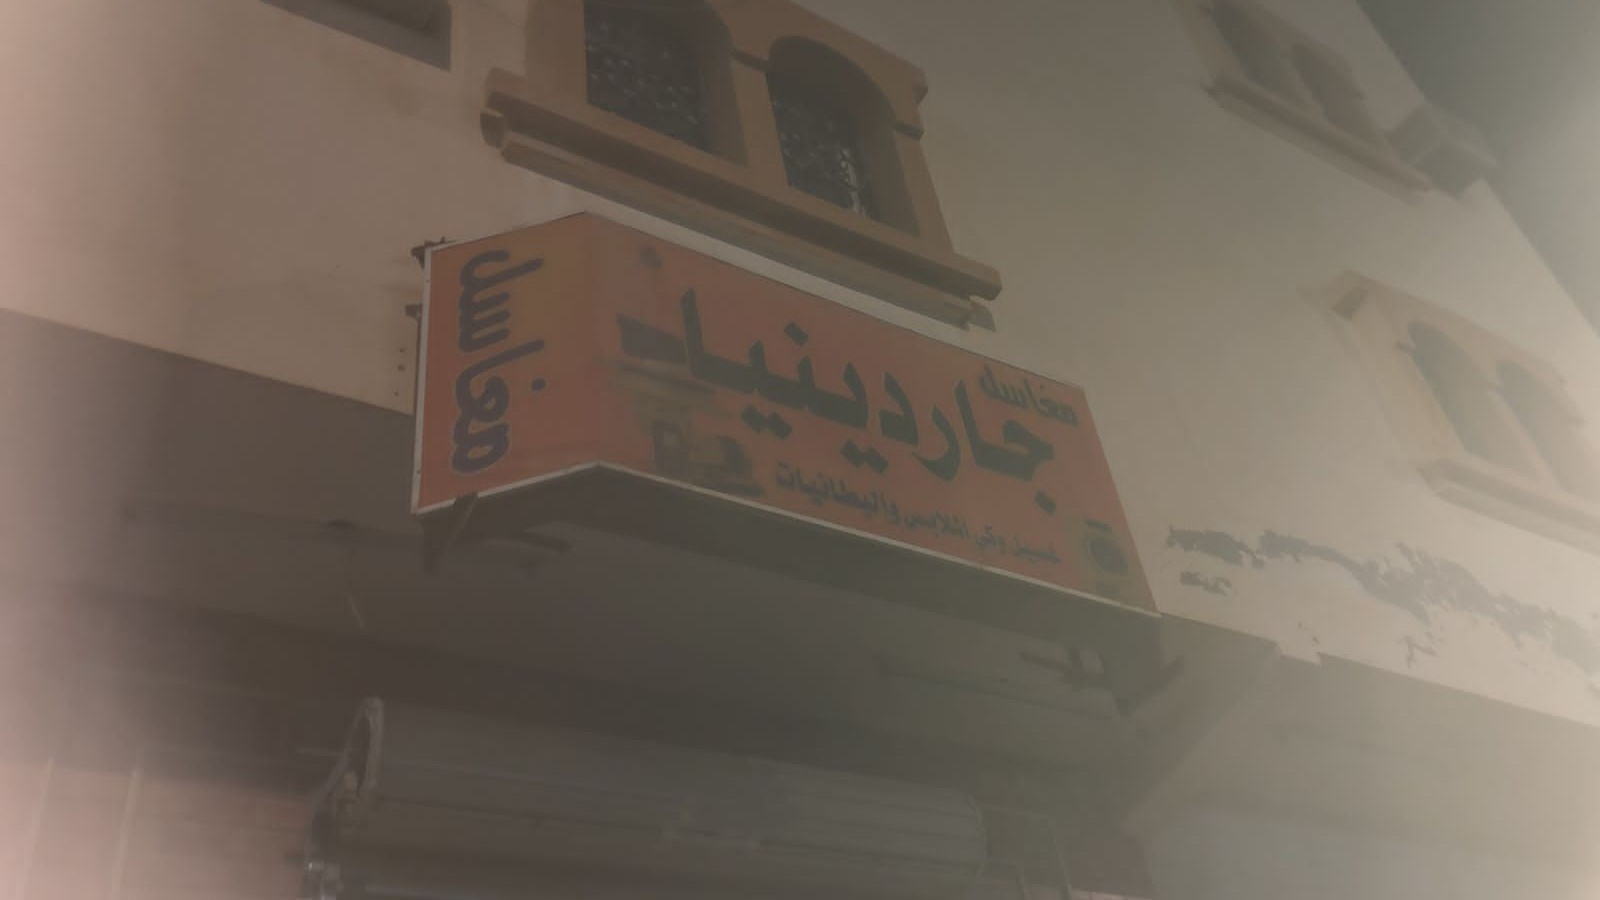 مغاسل
جاردينيا
غسيل وكي الملابس والبطانيات
مغاسل